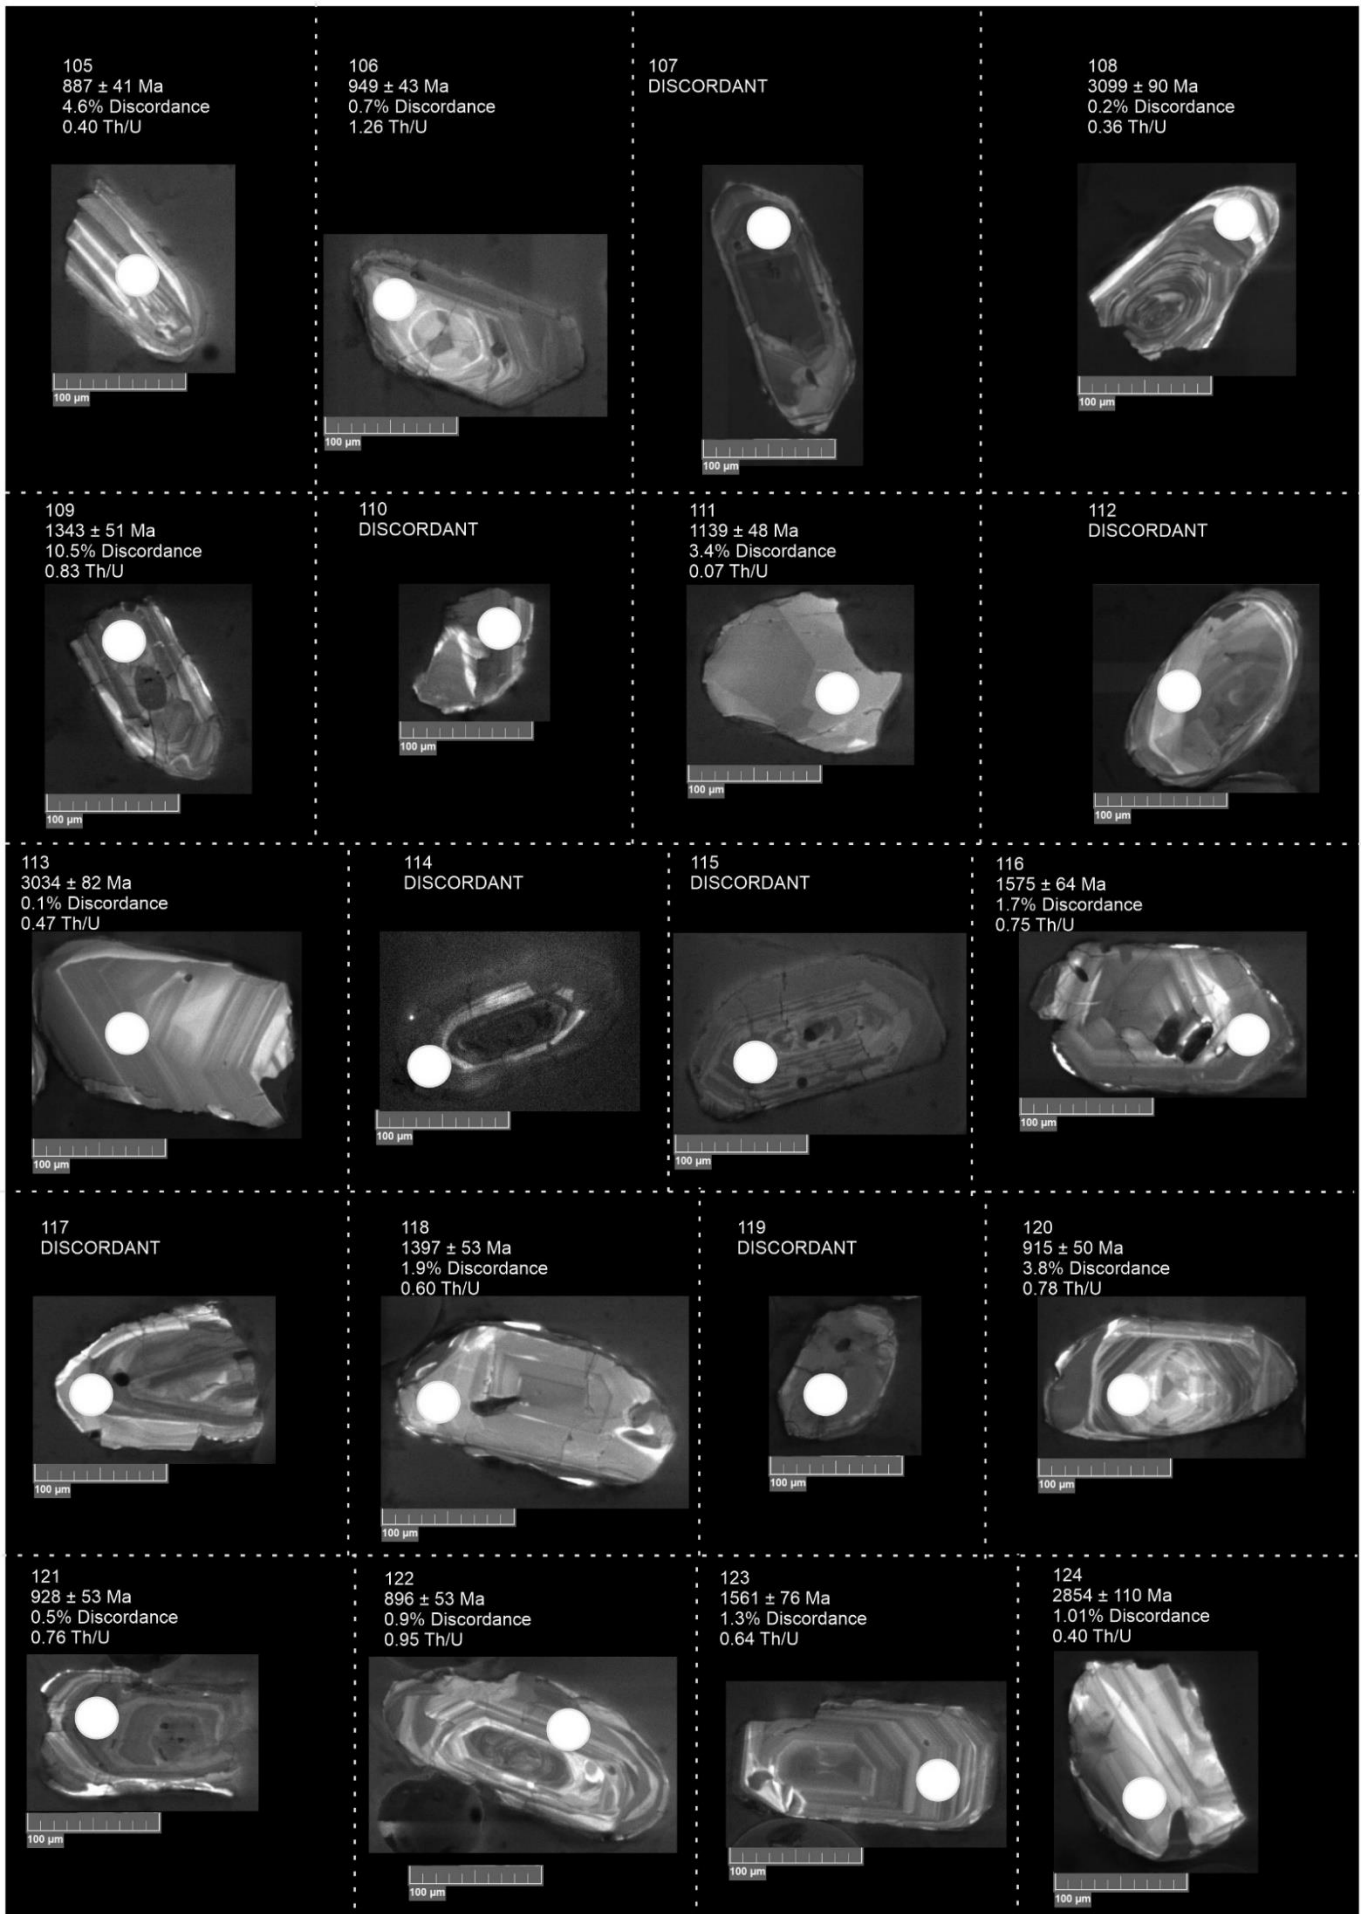 105
887 ± 41 Ma
4.6% Discordance
0.40 Th/U
100 µm
106
949 ± 43 Ma
0.7% Discordance
1.26 Th/U
100 µm
107
DISCORDANT
100 µm
108
3099 ± 90 Ma
0.2% Discordance
0.36 Th/U
100 µm
109
1343 ± 51 Ma
10.5% Discordance
0.83 Th/U
100 µm
110
DISCORDANT
100 µm
111
1139 ± 48 Ma
3.4% Discordance
0.07 Th/U
100 µm
112
DISCORDANT
100 µm
113
3034 ± 82 Ma
0.1% Discordance
0.47 Th/U
100 µm
114
DISCORDANT
100 µm
115
DISCORDANT
100 µm
116
1575 ± 64 Ma
1.7% Discordance
0.75 Th/U
100 µm
117
DISCORDANT
100 µm
118
1397 ± 53 Ma
1.9% Discordance
0.60 Th/U
100 µm
119
DISCORDANT
100 µm
120
915 ± 50 Ma
3.8% Discordance
0.78 Th/U
100 µm
121
928 ± 53 Ma
0.5% Discordance
0.76 Th/U
100 µm
122
896 ± 53 Ma
0.9% Discordance
0.95 Th/U
100 µm
123
1561 ± 76 Ma
1.3% Discordance
0.64 Th/U
100 µm
124
2854 ± 110 Ma
1.01% Discordance
0.40 Th/U
100 µm